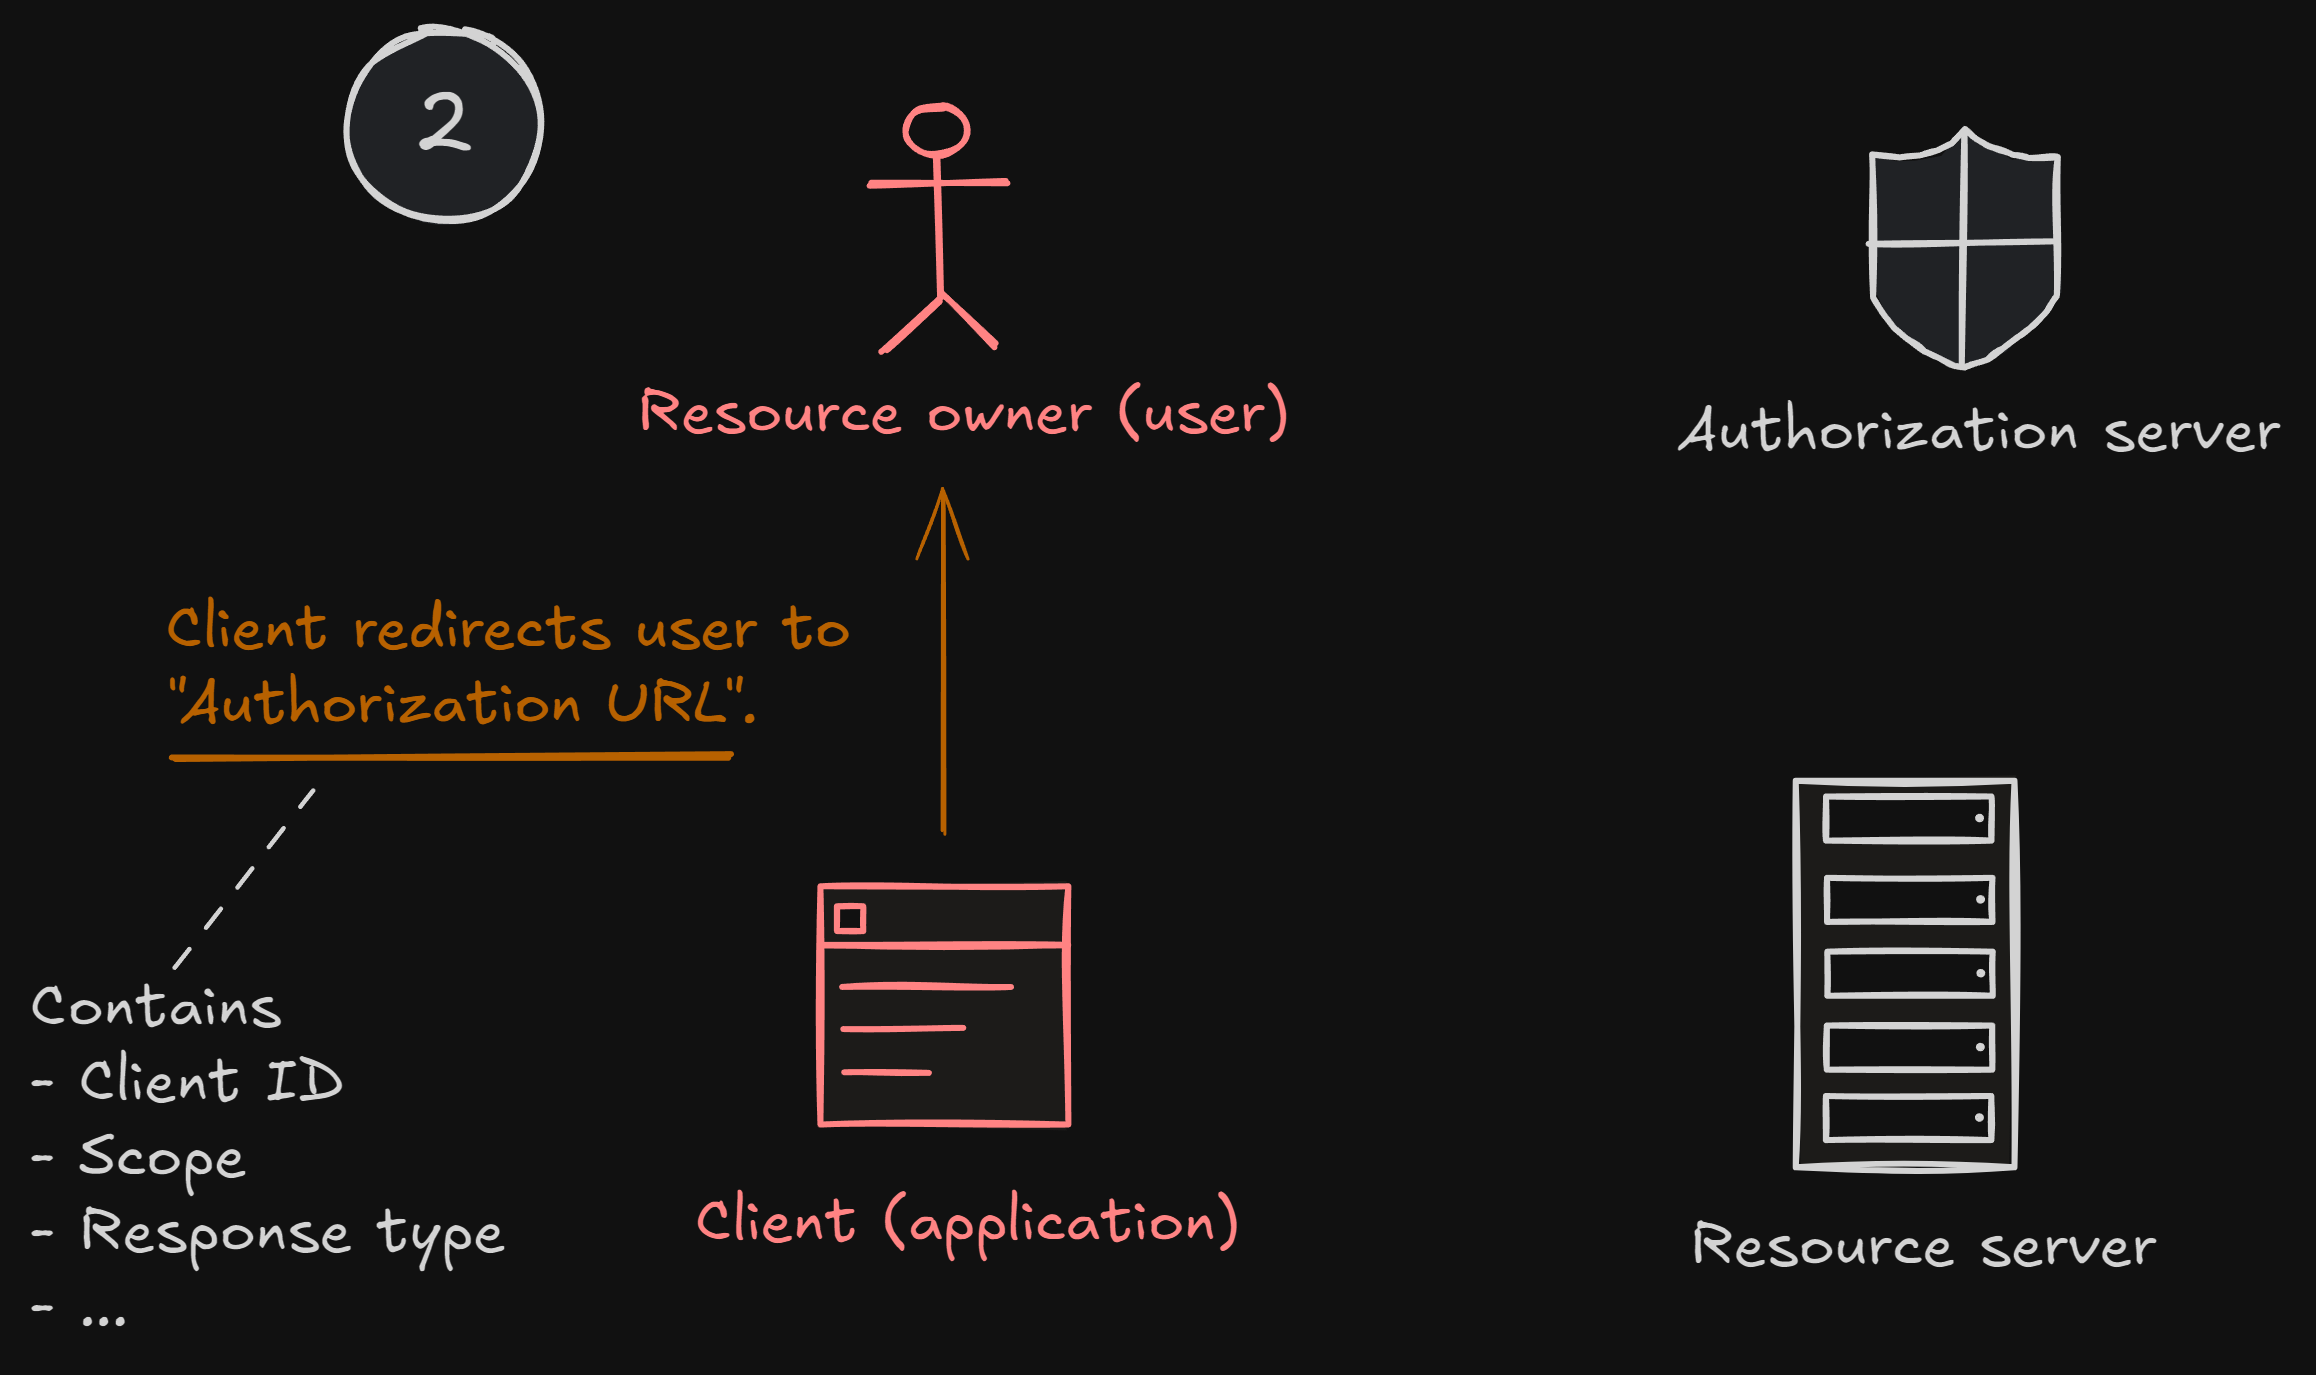 2
Resource owner (user)
Authorization server
Client redirects user to
"Authorization URL".
Contains
- Client ID
- Scope
- Response type
- ...
Client (application)
Resource server